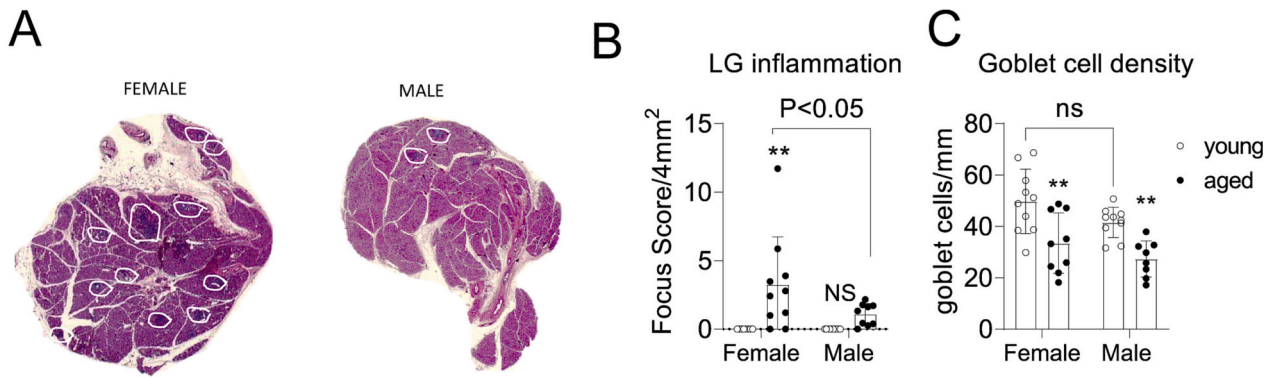 A
FEMALE
MALE
B
LG inflammation
P<0.05
Focus Score/4mm²
15
10
5
0
**
NS
Female
Male
C
Goblet cell density
ns
goblet cells/mm
80
60
40
20
0
**
**
Female
Male
young
aged